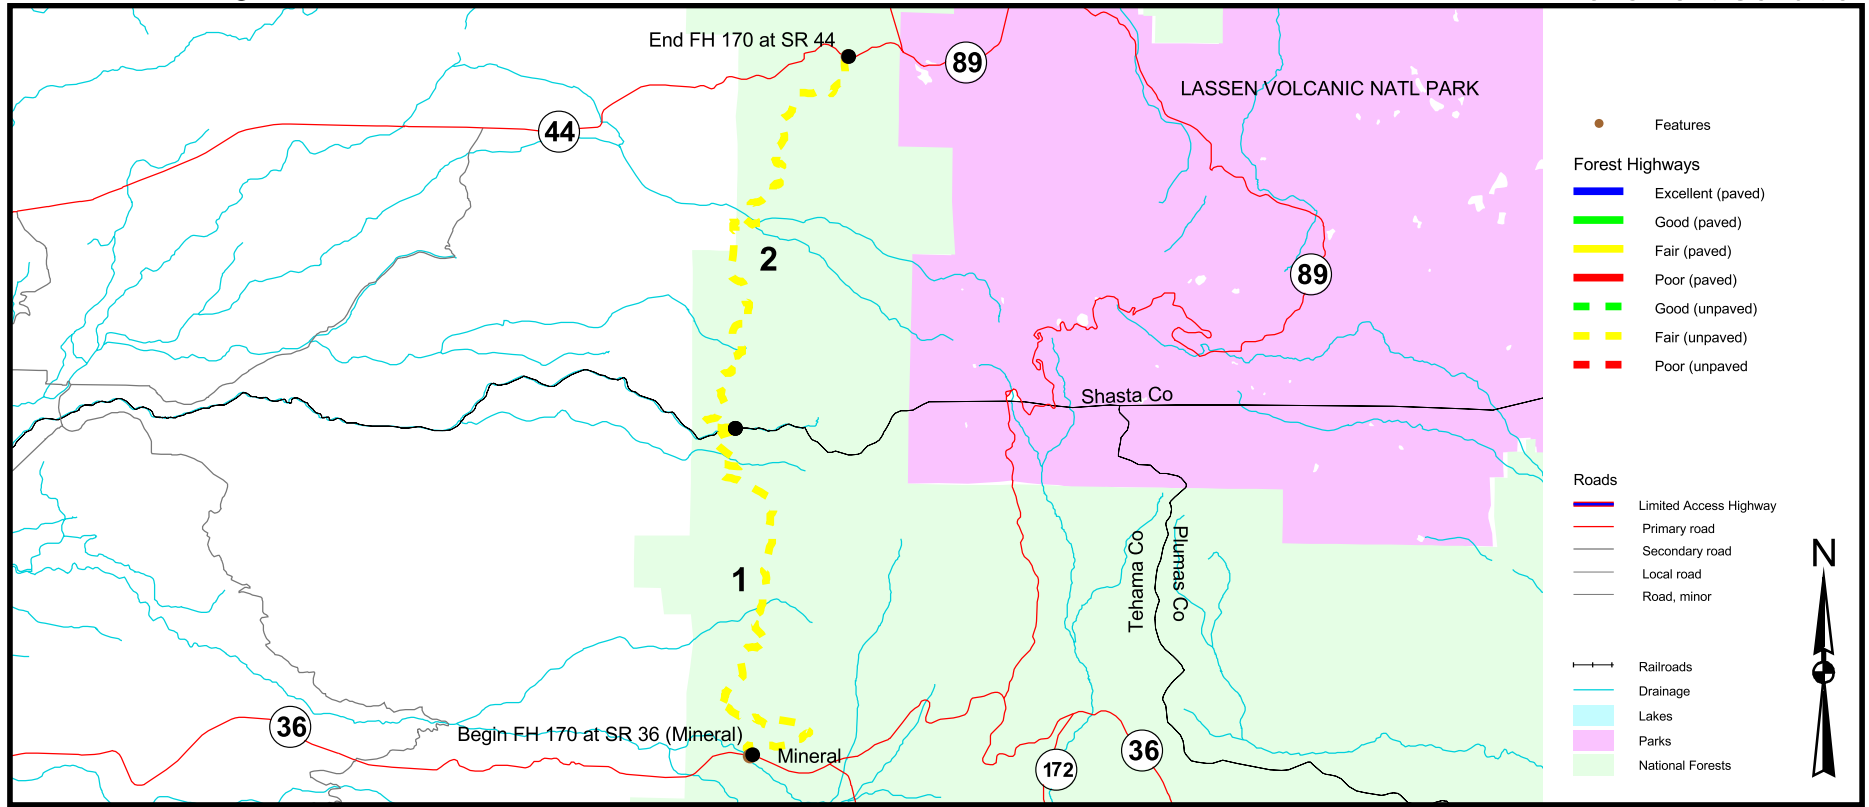 End FH 170 at SR 44
89
LASSEN VOLCANIC NATL PARK
44
2
89
Shasta Co
1
Tehama Co
Plumas Co
36
Begin FH 170 at SR 36 (Mineral)
Mineral
172
36
Features
Forest Highways
Excellent (paved)
Good (paved)
Fair (paved)
Poor (paved)
Good (unpaved)
Fair (unpaved)
Poor (unpaved
Roads
Limited Access Highway
Primary road
Secondary road
Local road
Road, minor
Railroads
Drainage
Lakes
Parks
National Forests
N